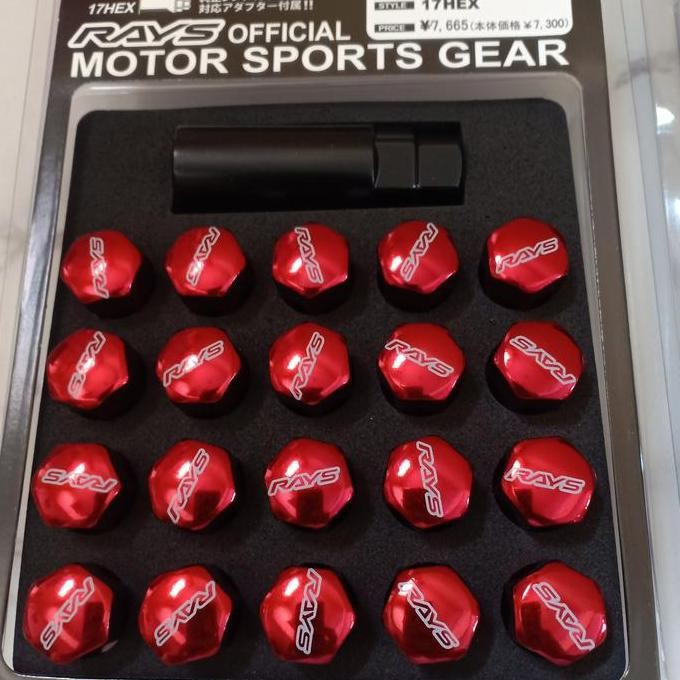 17HEX
対応アダプター付属!!
STYLE 17HEX
PRICE ¥7,665(本体価格¥7,300)
RAYS OFFICIAL
MOTOR SPORTS GEAR
RAYS RAYS RAYS RAYS RAYS
RAYS RAYS RAYS RAYS RAYS
RAYS RAYS RAYS RAYS RAYS
RAYS RAYS RAYS RAYS RAYS